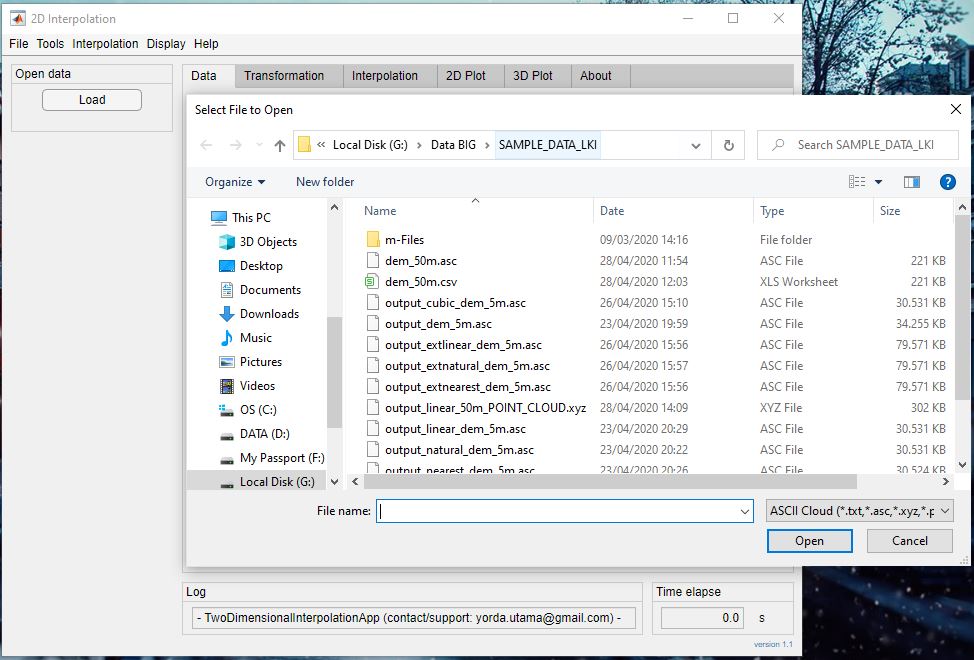 2D Interpolation
File Tools Interpolation Display Help
Open data
Load
Data Transformation Interpolation 2D Plot 3D Plot About
Select File to Open
« Local Disk (G:) › Data BIG › SAMPLE_DATA_LKI
Search SAMPLE_DATA_LKI
Organize New folder
This PC
3D Objects
Desktop
Documents
Downloads
Music
Pictures
Videos
OS (C:)
DATA (D:)
My Passport (F:)
Local Disk (G:)
Name Date Type Size
m-Files 09/03/2020 14:16 File folder
dem_50m.asc 28/04/2020 11:54 ASC File 221 KB
dem_50m.csv 28/04/2020 12:03 XLS Worksheet 221 KB
output_cubic_dem_5m.asc 26/04/2020 15:10 ASC File 30.531 KB
output_dem_5m.asc 23/04/2020 19:59 ASC File 34.255 KB
output_extlinear_dem_5m.asc 26/04/2020 15:56 ASC File 79.571 KB
output_extnatural_dem_5m.asc 26/04/2020 15:57 ASC File 79.571 KB
output_extnearest_dem_5m.asc 26/04/2020 15:56 ASC File 79.571 KB
output_linear_50m_POINT_CLOUD.xyz 28/04/2020 14:09 XYZ File 302 KB
output_linear_dem_5m.asc 23/04/2020 20:29 ASC File 30.531 KB
output_natural_dem_5m.asc 23/04/2020 20:22 ASC File 30.531 KB
output_nearest_dem_5m.asc 23/04/2020 20:26 ASC File 30.524 KB
File name:
ASCII Cloud (*.txt,*.asc,*.xyz,*.p
Open Cancel
Log
- TwoDimensionalInterpolationApp (contact/support: yorda.utama@gmail.com) -
Time elapse
0.0 s
version 1.1